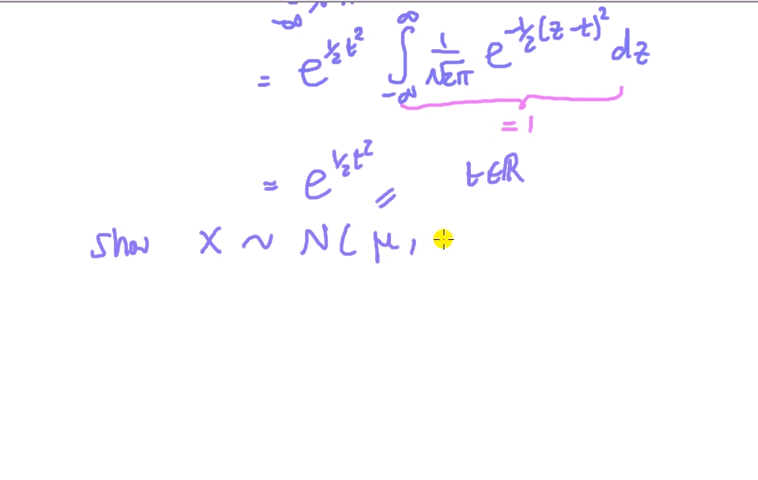 = e^{½t²} ∫_{-∞}^{∞} 1/√2π e^{-½(z-t)²} dz
= 1
= e^{½t²} t∈ℝ
Show X ~ N( μ,